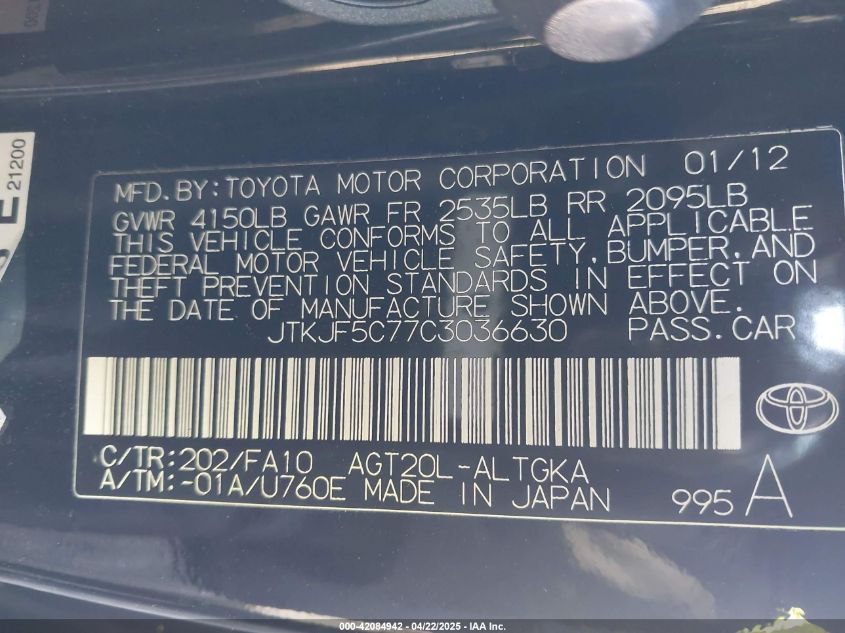 21200
E
MFD.BY:TOYOTA MOTOR CORPORATION 01/12
GVWR 4150LB GAWR FR 2535LB RR 2095LB
THIS VEHICLE CONFORMS TO ALL APPLICABLE
FEDERAL MOTOR VEHICLE SAFETY,BUMPER,AND
THEFT PREVENTION STANDARDS IN EFFECT ON
THE DATE OF MANUFACTURE SHOWN ABOVE.
JTKJF5C77C3036630 PASS.CAR
C/TR:202/FA10 AGT20L-ALTGKA
A/TM:-01A/U760E MADE IN JAPAN 995A
000-42084942 - 04/22/2025 - IAA Inc.